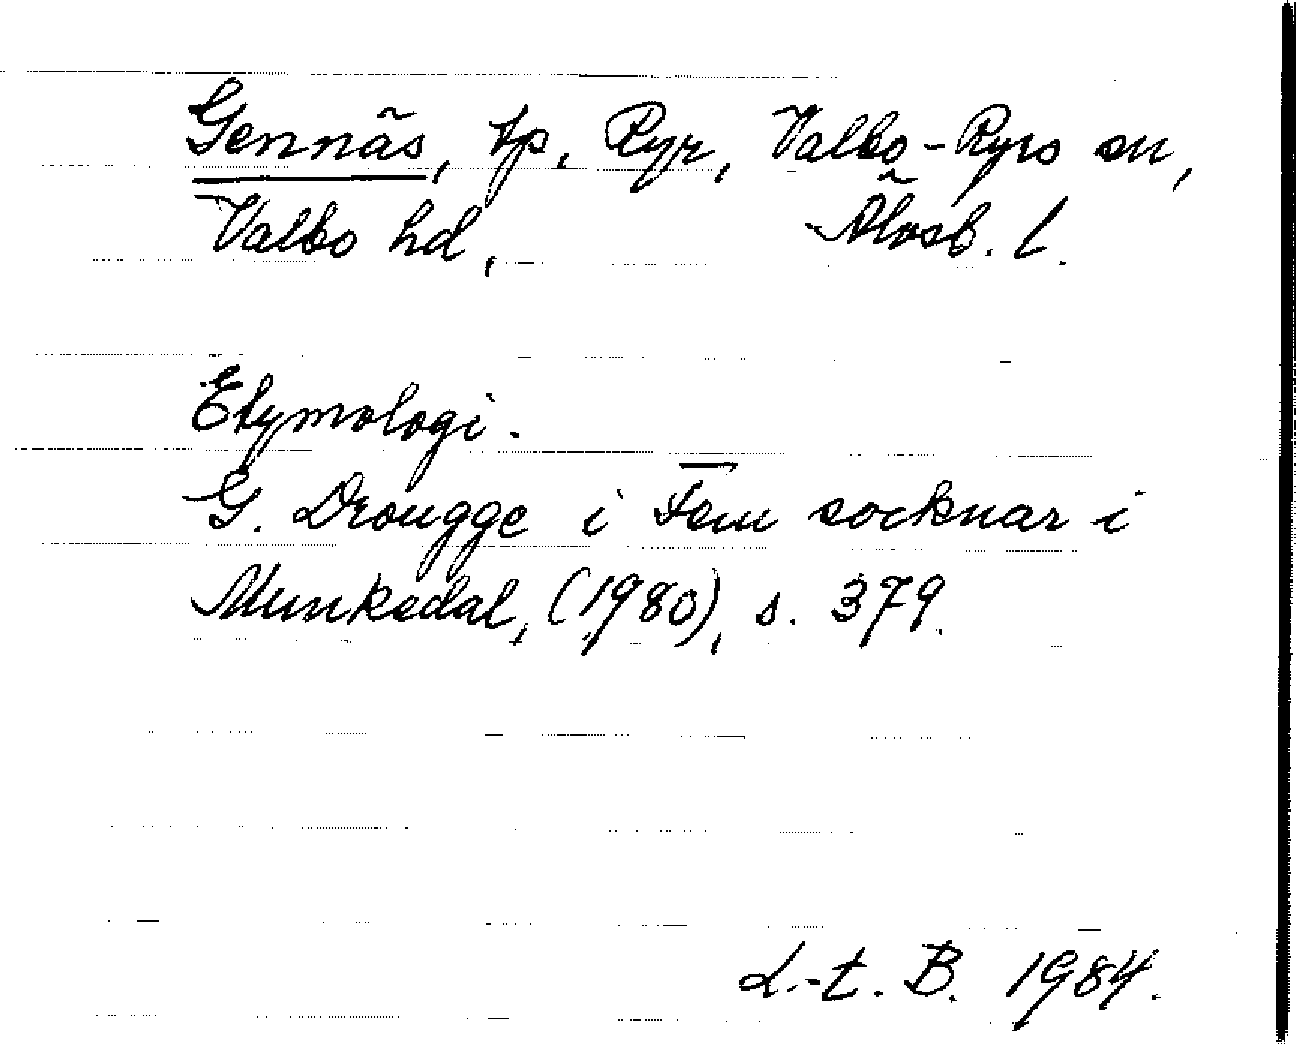 Gennäs, tp, Ryr, Valbo-Ryrs sn,
Valbo hd, Älvsb. l.
Etymologi.
G. Drougge i Fem socknar i
Munkedal, (1980), s. 379.
L.-t. B. 1984.